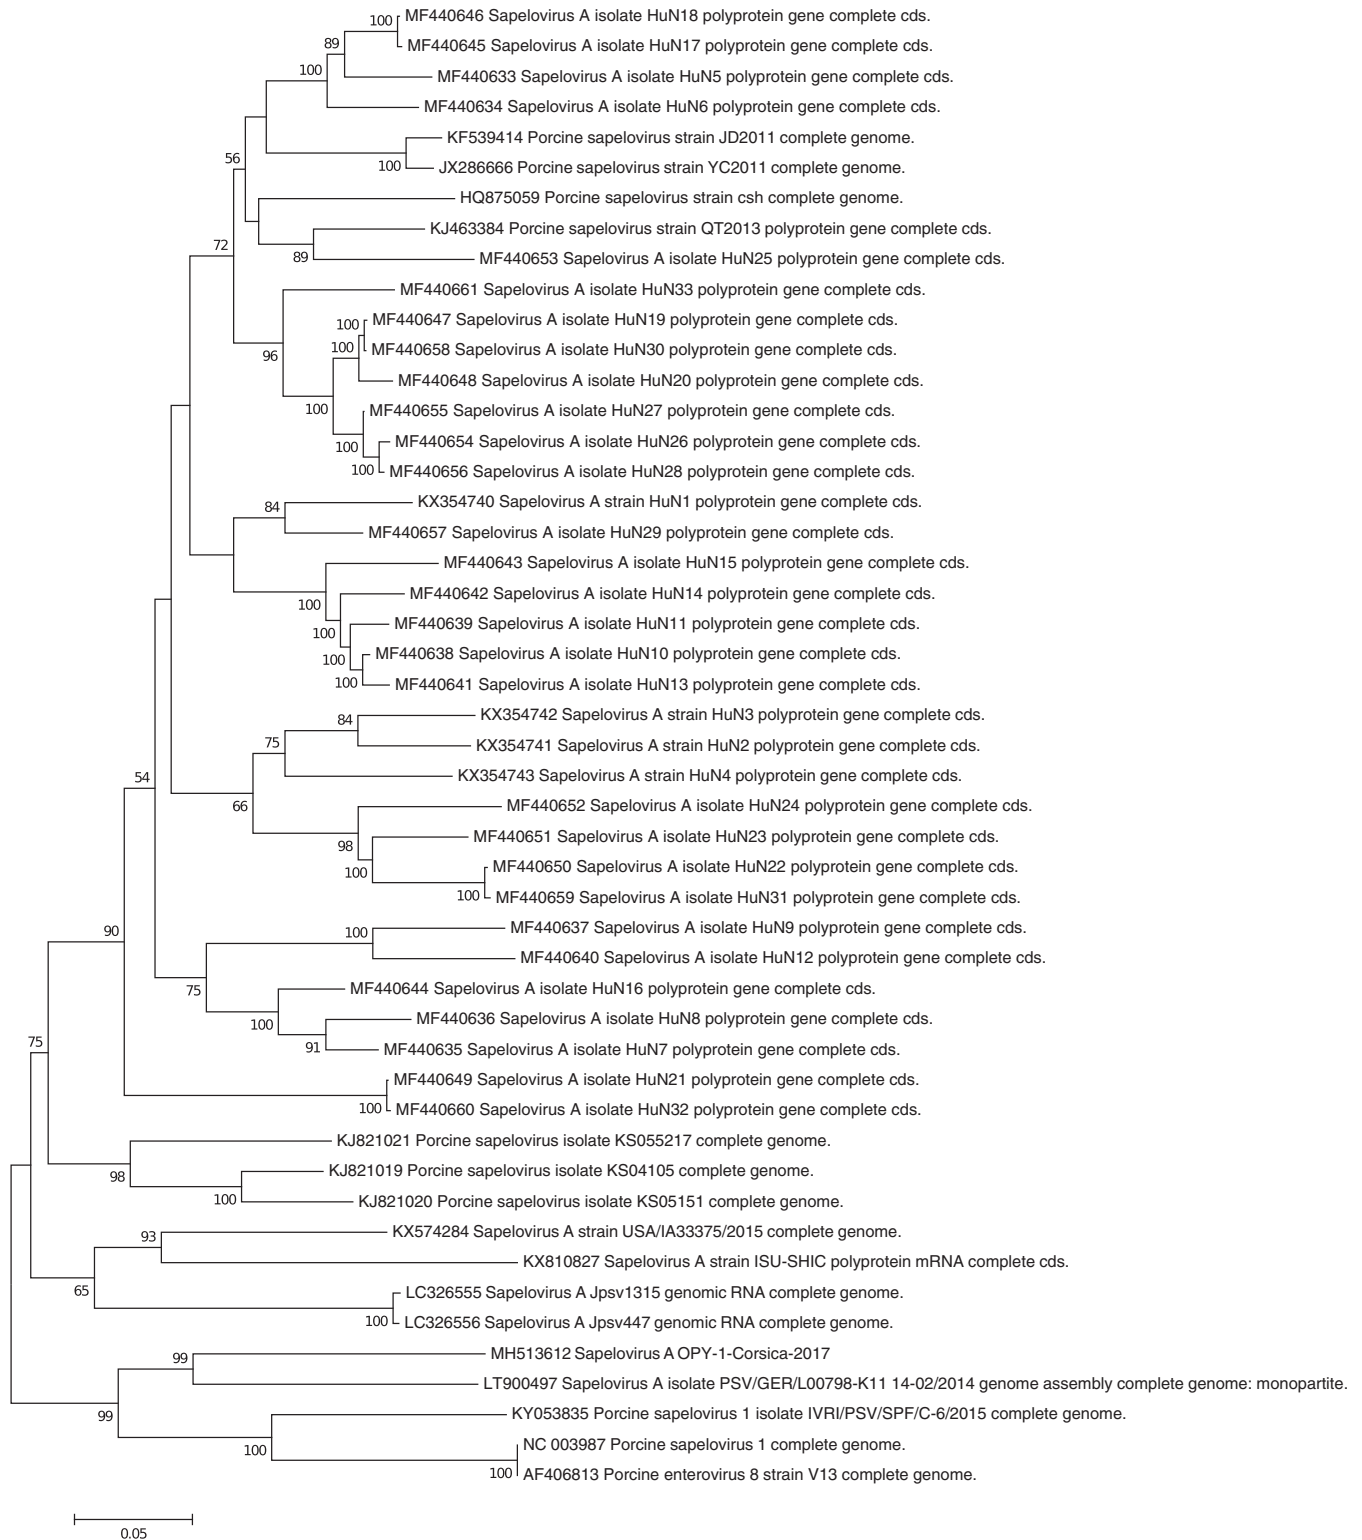 100 MF440646 Sapelovirus A isolate HuN18 polyprotein gene complete cds.
89 MF440645 Sapelovirus A isolate HuN17 polyprotein gene complete cds.
100 MF440633 Sapelovirus A isolate HuN5 polyprotein gene complete cds.
MF440634 Sapelovirus A isolate HuN6 polyprotein gene complete cds.
KF539414 Porcine sapelovirus strain JD2011 complete genome.
56 100 JX286666 Porcine sapelovirus strain YC2011 complete genome.
HQ875059 Porcine sapelovirus strain csh complete genome.
KJ463384 Porcine sapelovirus strain QT2013 polyprotein gene complete cds.
72 89 MF440653 Sapelovirus A isolate HuN25 polyprotein gene complete cds.
MF440661 Sapelovirus A isolate HuN33 polyprotein gene complete cds.
100 MF440647 Sapelovirus A isolate HuN19 polyprotein gene complete cds.
96 100 MF440658 Sapelovirus A isolate HuN30 polyprotein gene complete cds.
MF440648 Sapelovirus A isolate HuN20 polyprotein gene complete cds.
100 MF440655 Sapelovirus A isolate HuN27 polyprotein gene complete cds.
100 MF440654 Sapelovirus A isolate HuN26 polyprotein gene complete cds.
100 MF440656 Sapelovirus A isolate HuN28 polyprotein gene complete cds.
84 KX354740 Sapelovirus A strain HuN1 polyprotein gene complete cds.
MF440657 Sapelovirus A isolate HuN29 polyprotein gene complete cds.
MF440643 Sapelovirus A isolate HuN15 polyprotein gene complete cds.
100 MF440642 Sapelovirus A isolate HuN14 polyprotein gene complete cds.
100 MF440639 Sapelovirus A isolate HuN11 polyprotein gene complete cds.
100 MF440638 Sapelovirus A isolate HuN10 polyprotein gene complete cds.
100 MF440641 Sapelovirus A isolate HuN13 polyprotein gene complete cds.
84 KX354742 Sapelovirus A strain HuN3 polyprotein gene complete cds.
75 KX354741 Sapelovirus A strain HuN2 polyprotein gene complete cds.
54 KX354743 Sapelovirus A strain HuN4 polyprotein gene complete cds.
66 MF440652 Sapelovirus A isolate HuN24 polyprotein gene complete cds.
98 MF440651 Sapelovirus A isolate HuN23 polyprotein gene complete cds.
100 MF440650 Sapelovirus A isolate HuN22 polyprotein gene complete cds.
100 MF440659 Sapelovirus A isolate HuN31 polyprotein gene complete cds.
90 100 MF440637 Sapelovirus A isolate HuN9 polyprotein gene complete cds.
MF440640 Sapelovirus A isolate HuN12 polyprotein gene complete cds.
75 MF440644 Sapelovirus A isolate HuN16 polyprotein gene complete cds.
100 MF440636 Sapelovirus A isolate HuN8 polyprotein gene complete cds.
75 91 MF440635 Sapelovirus A isolate HuN7 polyprotein gene complete cds.
MF440649 Sapelovirus A isolate HuN21 polyprotein gene complete cds.
100 MF440660 Sapelovirus A isolate HuN32 polyprotein gene complete cds.
KJ821021 Porcine sapelovirus isolate KS055217 complete genome.
98 KJ821019 Porcine sapelovirus isolate KS04105 complete genome.
100 KJ821020 Porcine sapelovirus isolate KS05151 complete genome.
93 KX574284 Sapelovirus A strain USA/IA33375/2015 complete genome.
KX810827 Sapelovirus A strain ISU-SHIC polyprotein mRNA complete cds.
65 LC326555 Sapelovirus A Jpsv1315 genomic RNA complete genome.
100 LC326556 Sapelovirus A Jpsv447 genomic RNA complete genome.
99 MH513612 Sapelovirus A OPY-1-Corsica-2017
LT900497 Sapelovirus A isolate PSV/GER/L00798-K11 14-02/2014 genome assembly complete genome: monopartite.
99 KY053835 Porcine sapelovirus 1 isolate IVRI/PSV/SPF/C-6/2015 complete genome.
100 NC 003987 Porcine sapelovirus 1 complete genome.
100 AF406813 Porcine enterovirus 8 strain V13 complete genome.
0.05